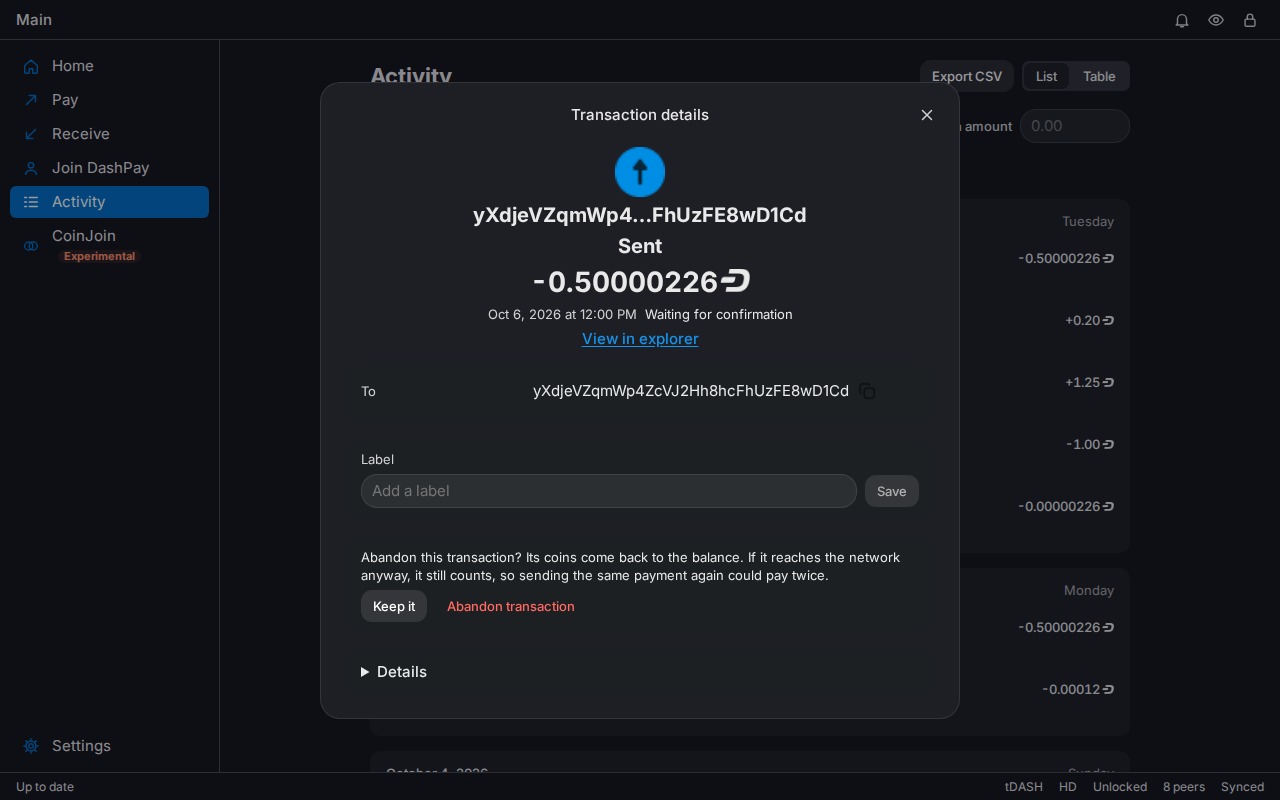 Main
Home
Pay
Receive
Join DashPay
Activity
CoinJoin
Experimental
Settings
Activity
Export CSV
List
Table
amount
0.00
Tuesday
-0.50000226
+0.20
+1.25
-1.00
-0.00000226
Monday
-0.50000226
-0.00012
October 4, 2026
Sunday
Transaction details
yXdjeVZqmWp4...FhUzFE8wD1Cd
Sent
-0.50000226
Oct 6, 2026 at 12:00 PM Waiting for confirmation
View in explorer
To
yXdjeVZqmWp4ZcVJ2Hh8hcFhUzFE8wD1Cd
Label
Add a label
Save
Abandon this transaction? Its coins come back to the balance. If it reaches the network
anyway, it still counts, so sending the same payment again could pay twice.
Keep it
Abandon transaction
Details
Up to date
tDASH
HD
Unlocked
8 peers
Synced